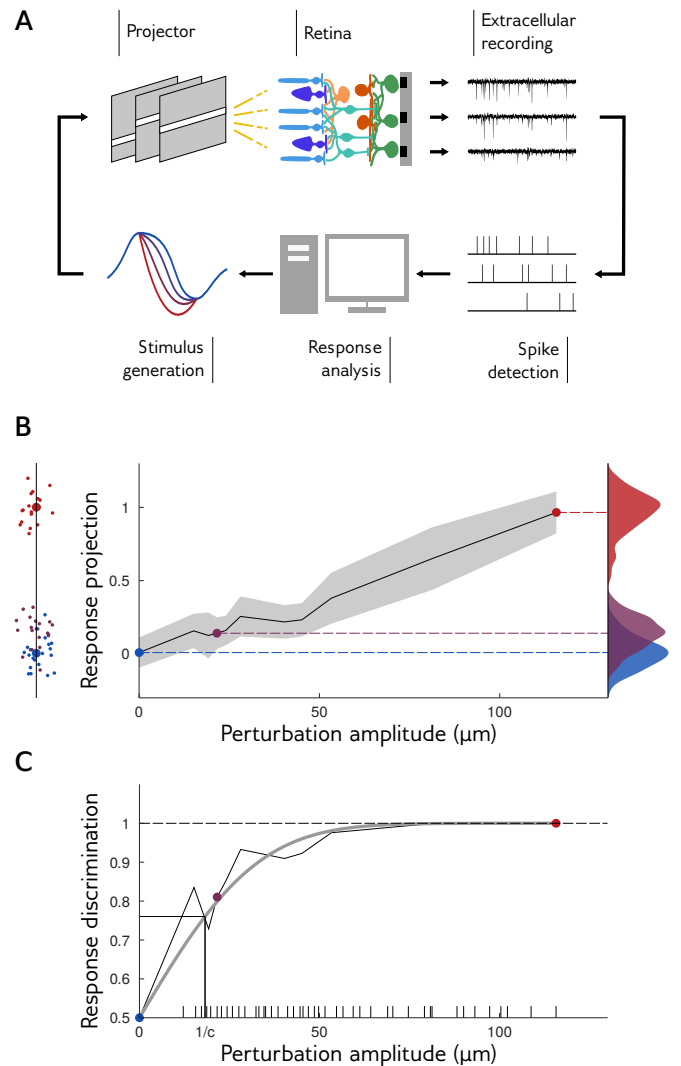 A
Projector
Retina
Extracellular
recording
Stimulus
generation
Response
analysis
Spike
detection
B
Response projection
1
0.5
0
0
50
100
Perturbation amplitude (μm)
C
Response discrimination
1
0.9
0.8
0.7
0.6
0.5
0
1/c
50
100
Perturbation amplitude (μm)